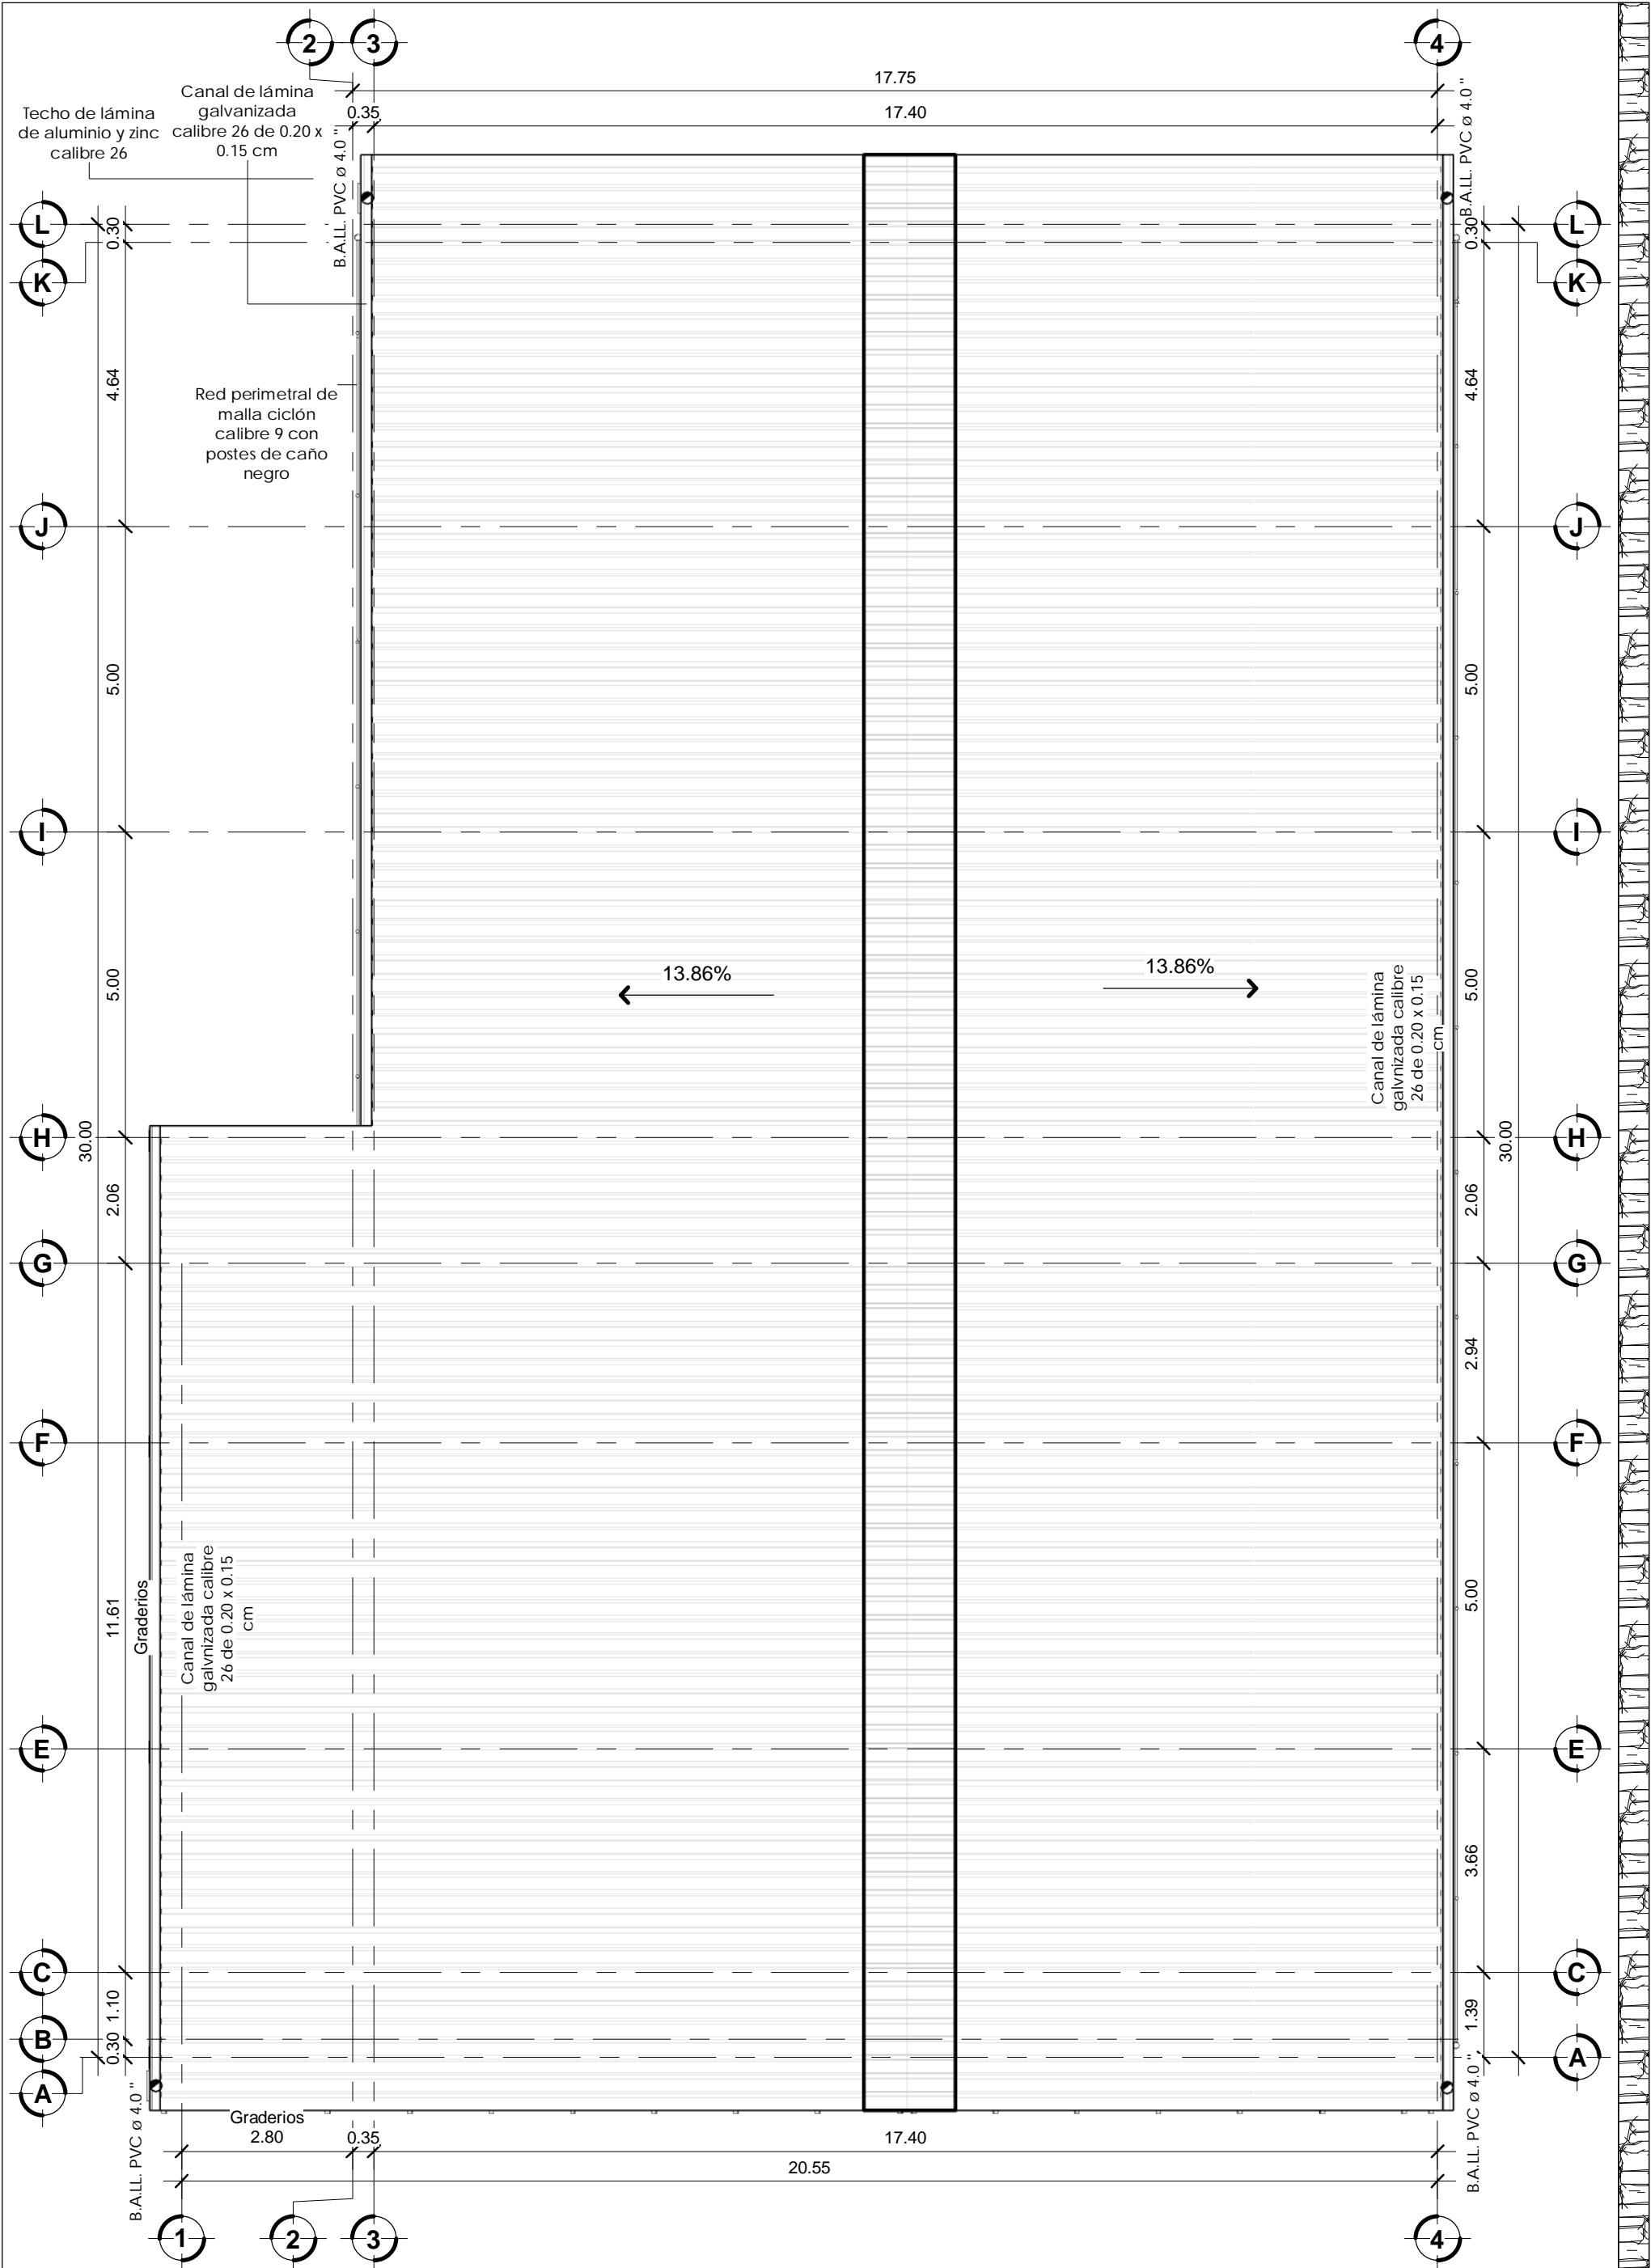 2
3
4
17.75
0.35
17.40
Techo de lámina
de aluminio y zinc
calibre 26
Canal de lámina
galvanizada
calibre 26 de 0.20 x
0.15 cm
B.A.LL. PVC ø 4.0 "
B.A.LL. PVC ø 4.0 "
L
0.30
0.30
L
K
K
4.64
4.64
Red perimetral de
malla ciclón
calibre 9 con
postes de caño
negro
J
J
5.00
5.00
I
I
5.00
13.86%
13.86%
5.00
Canal de lámina
galvnizada calibre
26 de 0.20 x 0.15
cm
H
30.00
30.00
H
2.06
2.06
G
G
2.94
F
F
11.61
Graderios
Canal de lámina
galvnizada calibre
26 de 0.20 x 0.15
cm
5.00
E
E
3.66
C
C
1.10
1.39
B
0.30
A
A
B.A.LL. PVC ø 4.0 "
B.A.LL. PVC ø 4.0 "
Graderios
2.80
0.35
17.40
20.55
1
2
3
4